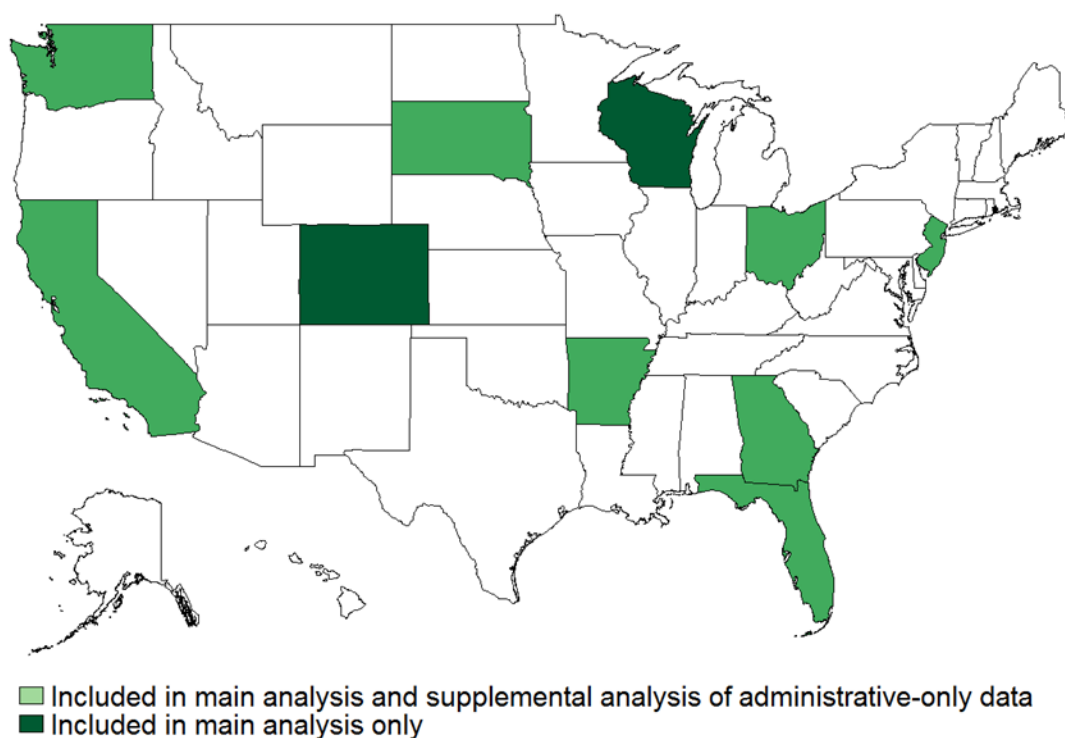 Included in main analysis and supplemental analysis of administrative-only data
Included in main analysis only